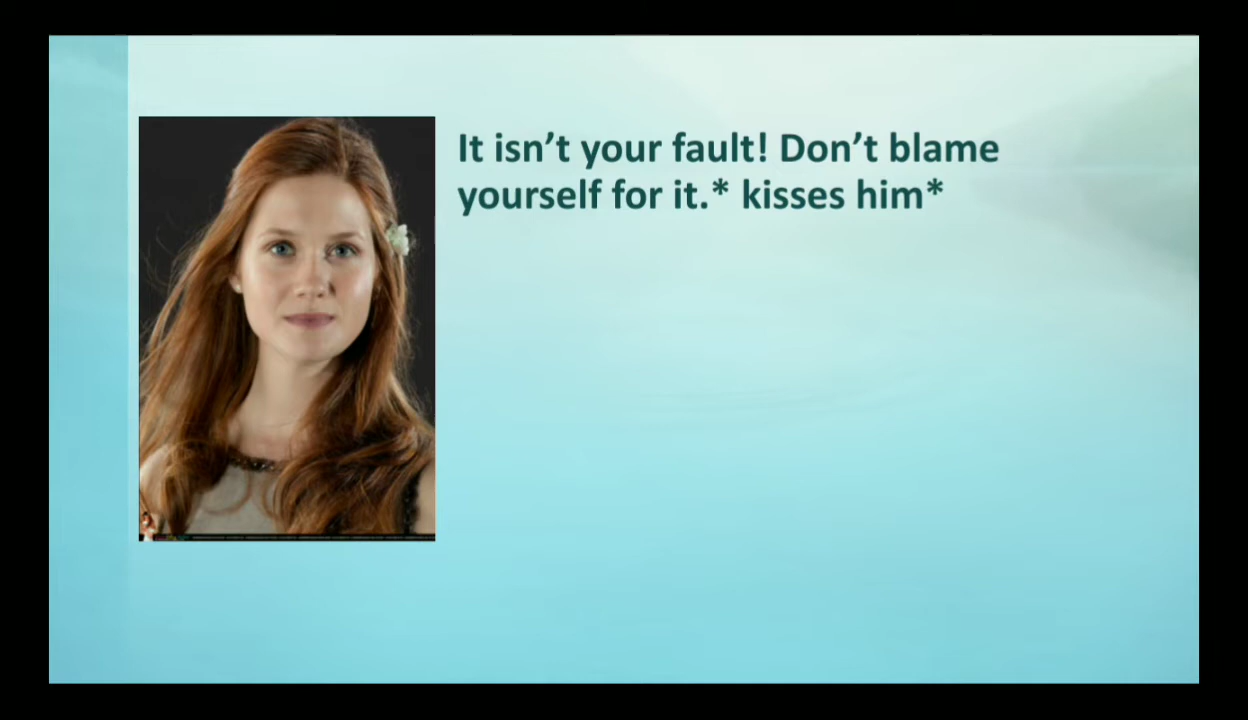 It isn’t your fault! Don’t blame
yourself for it.* kisses him*